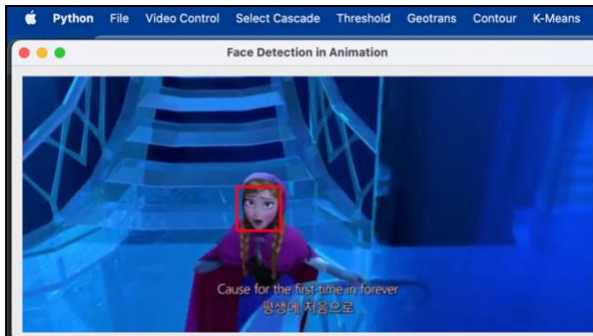 Python File Video Control Select Cascade Threshold Geotrans Contour K-Means
Face Detection in Animation
Cause for the first time in forever
평생에 처음으로